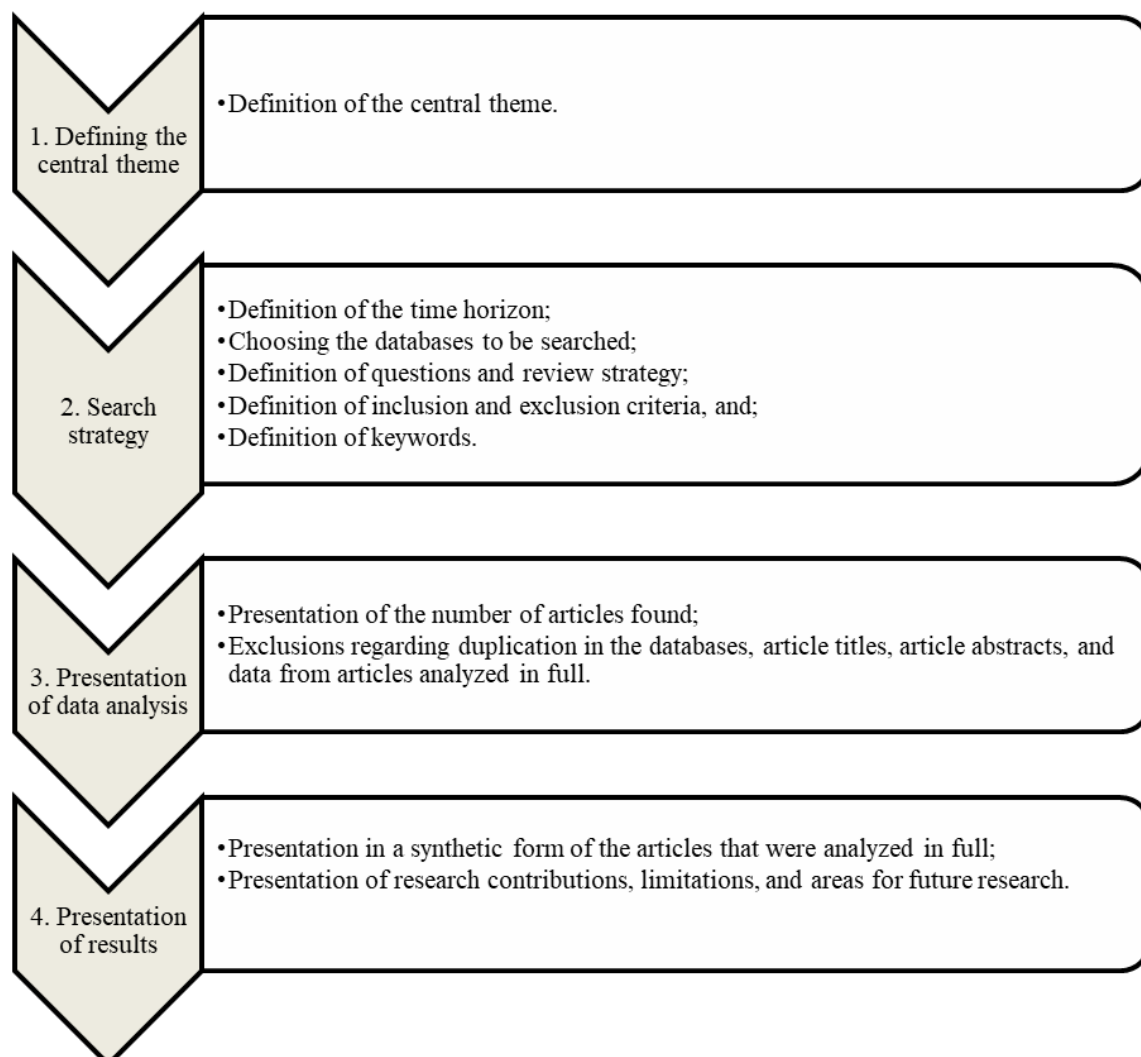 1. Defining the
central theme
•Definition of the central theme.
2. Search
strategy
•Definition of the time horizon;
•Choosing the databases to be searched;
•Definition of questions and review strategy;
•Definition of inclusion and exclusion criteria, and;
•Definition of keywords.
3. Presentation
of data analysis
•Presentation of the number of articles found;
•Exclusions regarding duplication in the databases, article titles, article abstracts, and
data from articles analyzed in full.
4. Presentation
of results
•Presentation in a synthetic form of the articles that were analyzed in full;
•Presentation of research contributions, limitations, and areas for future research.